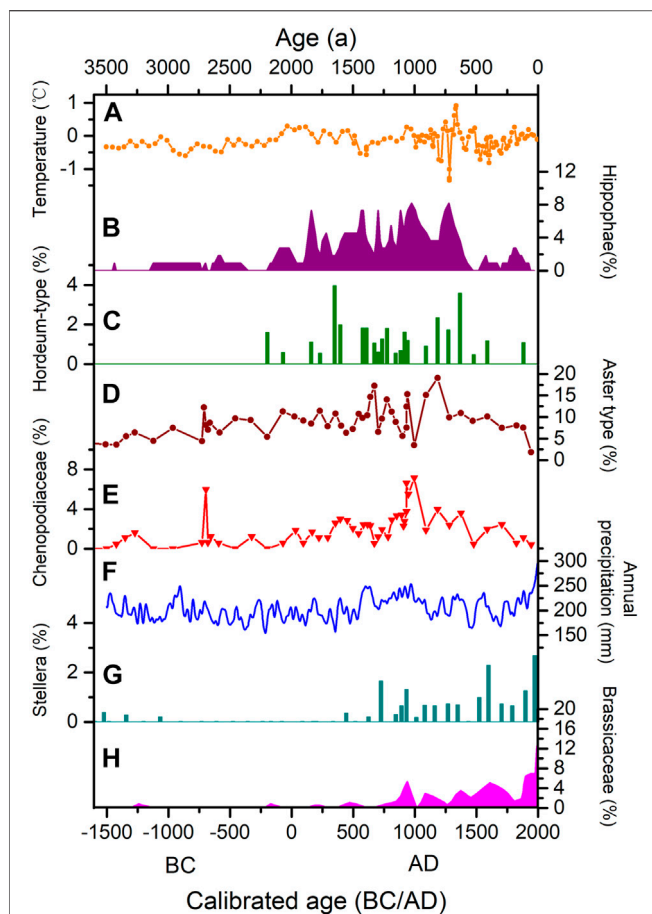 Age (a)
3500 3000 2500 2000 1500 1000 500 0
Temperature (℃)
1
0
-1
A
12
8
4
0
Hippophae(%)
B
Hordeum-type (%)
4
2
0
C
Aster type (%)
20
15
10
5
0
D
Chenopodiaceae (%)
8
4
0
E
Annual
precipitation (mm)
300
250
200
150
F
Stellera (%)
4
2
0
G
Brassicaceae (%)
20
16
12
8
4
0
H
-1500 -1000 -500 0 500 1000 1500 2000
BC AD
Calibrated age (BC/AD)